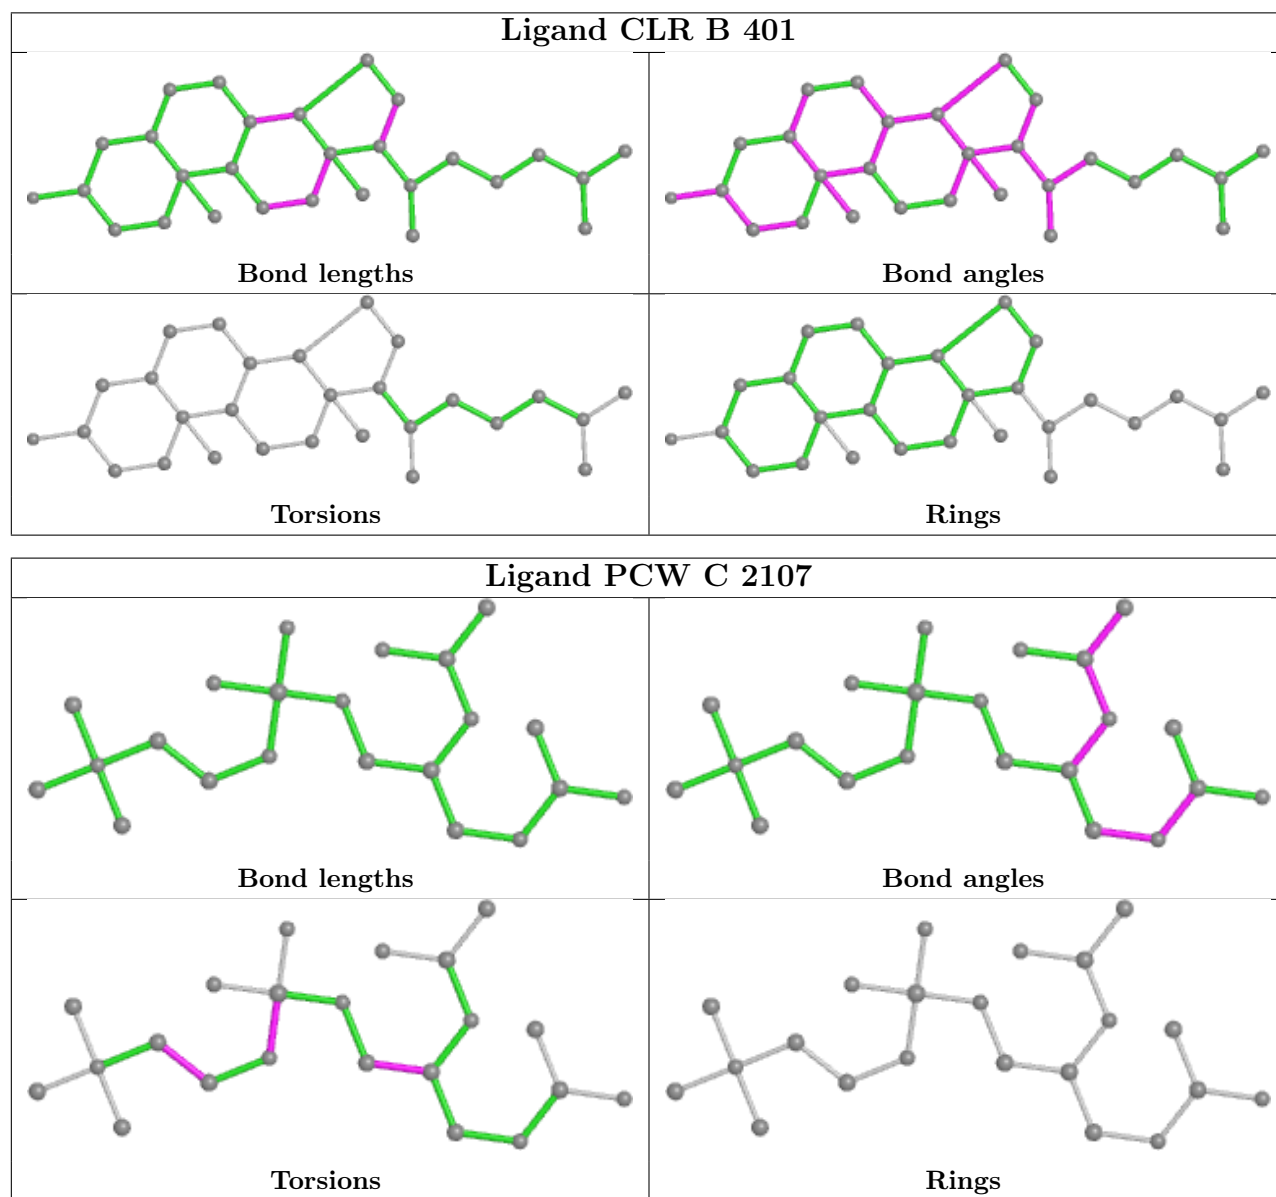 Ligand CLR B 401
Bond lengths
Bond angles
Torsions
Rings
Ligand PCW C 2107
Bond lengths
Bond angles
Torsions
Rings